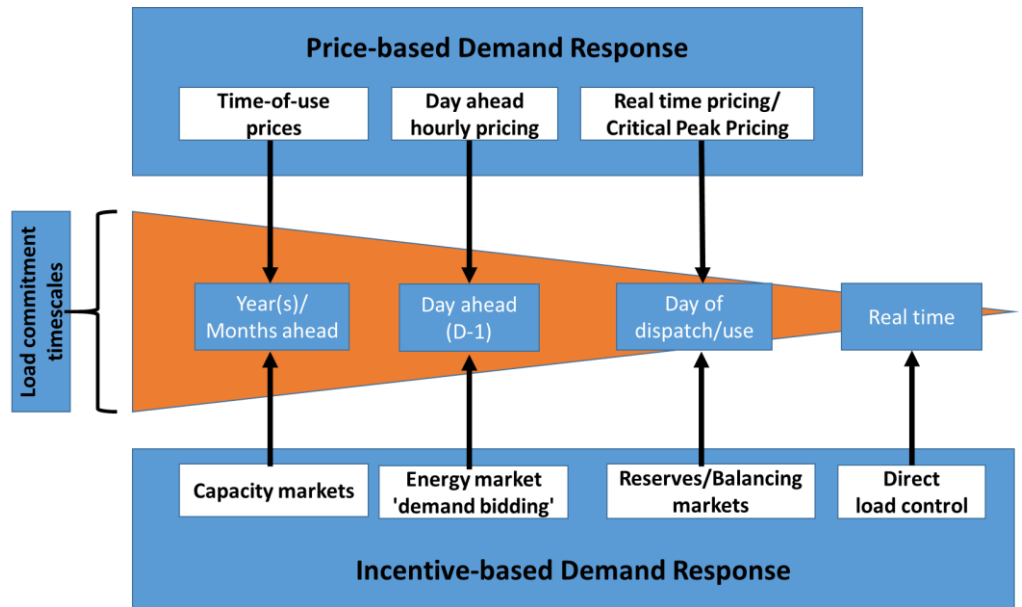 Price-based Demand Response
Time-of-use
prices
Day ahead
hourly pricing
Real time pricing/
Critical Peak Pricing
Load commitment
timescales
Year(s)/
Months ahead
Day ahead
(D-1)
Day of
dispatch/use
Real time
Capacity markets
Energy market
'demand bidding'
Reserves/Balancing
markets
Direct
load control
Incentive-based Demand Response